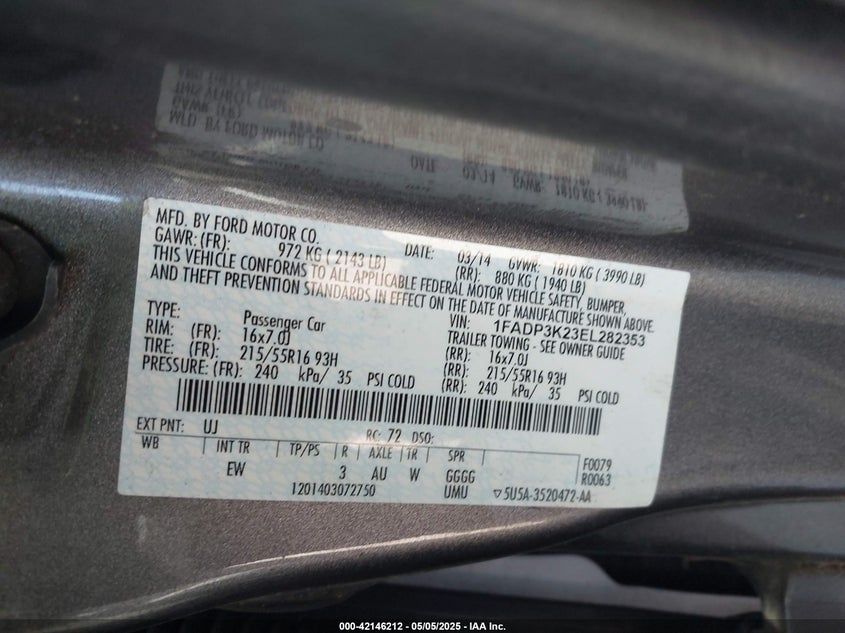 MFD. BY FORD MOTOR CO.
DATE: 03/14 GVWR: 1810 KG ( 3990 LB)
GAWR: (FR): 972 KG ( 2143 LB) (RR): 880 KG ( 1940 LB)
THIS VEHICLE CONFORMS TO ALL APPLICABLE FEDERAL MOTOR VEHICLE SAFETY, BUMPER,
AND THEFT PREVENTION STANDARDS IN EFFECT ON THE DATE OF MANUFACTURE SHOWN ABOVE.
VIN: 1FADP3K23EL282353
TYPE: Passenger Car TRAILER TOWING - SEE OWNER GUIDE
RIM: (FR): 16x7.0J (RR): 16x7.0J
TIRE: (FR): 215/55R16 93H (RR): 215/55R16 93H
PRESSURE: (FR): 240 kPa/ 35 PSI COLD (RR): 240 kPa/ 35 PSI COLD
EXT PNT: UJ RC: 72 DSO:
WB INT TR TP/PS R AXLE TR SPR F0079
EW 3 AU W GGGG R0063
1201403072750 UMU ▽5U5A-3520472-AA
000-42146212 - 05/05/2025 - IAA Inc.